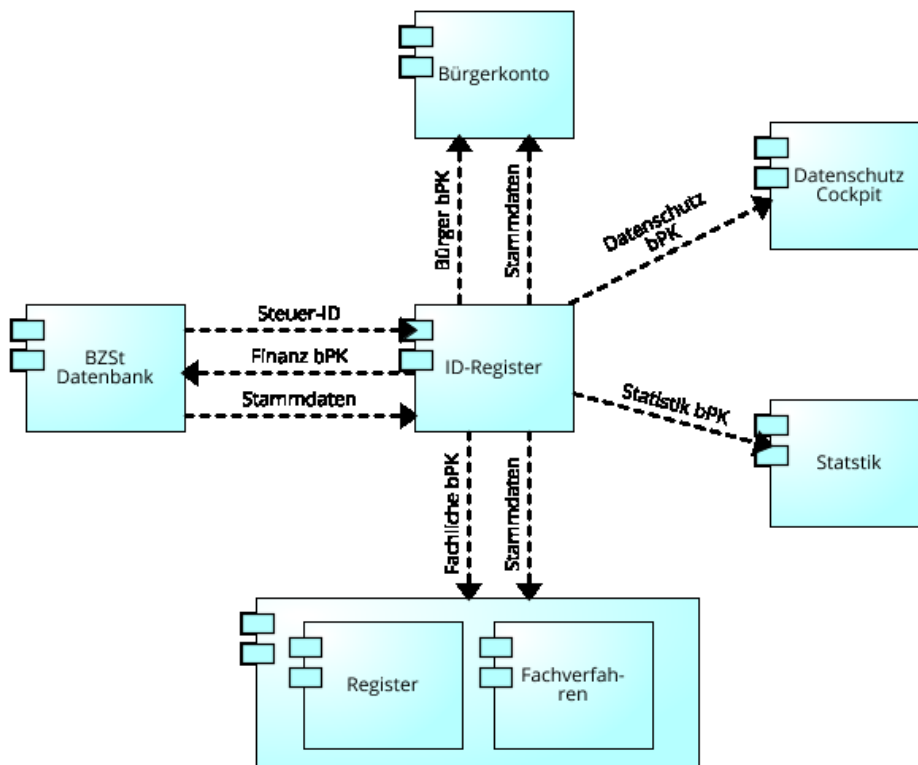 Bürgerkonto
Bürger bPK
Stammdaten
Datenschutz
bPK
Datenschutz
Cockpit
BZSt
Datenbank
Steuer-ID
Finanz bPK
Stammdaten
ID-Register
Statistik bPK
Statstik
Fachliche bPK
Stammdaten
Register
Fachverfah-
ren